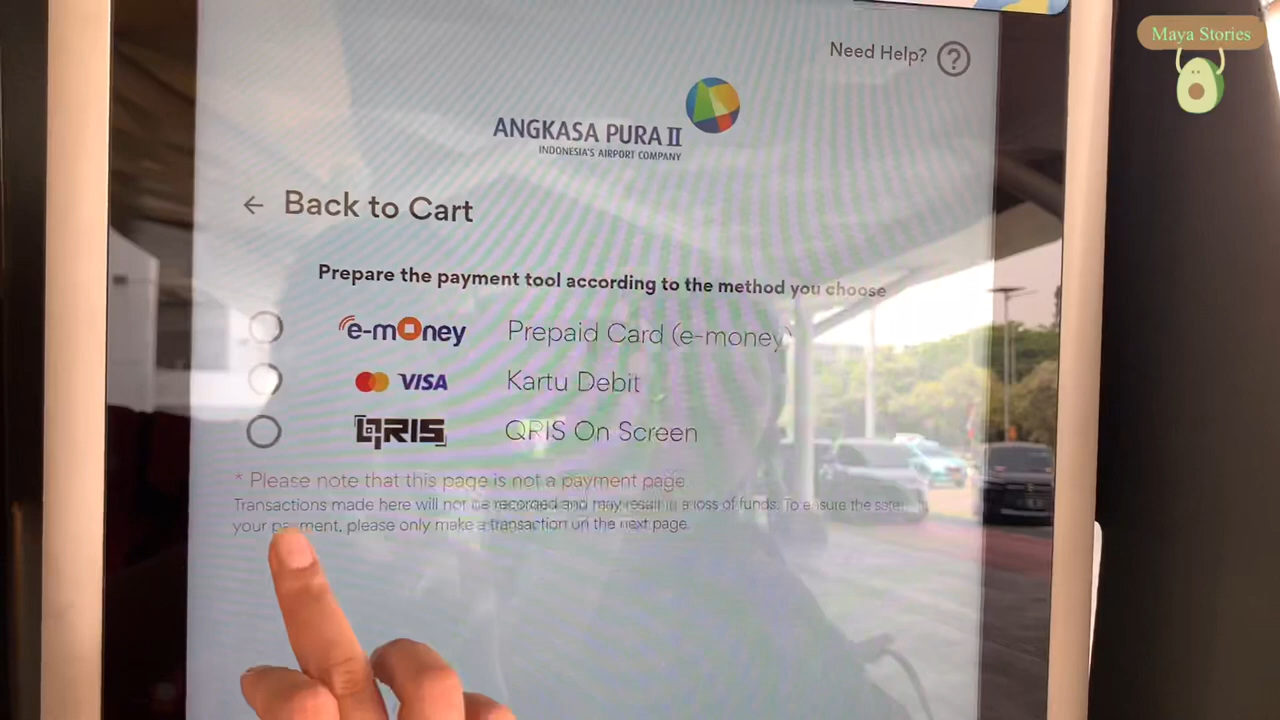 Maya Stories
Need Help? ?
ANGKASA PURA II
INDONESIA'S AIRPORT COMPANY
← Back to Cart
Prepare the payment tool according to the method you choose
e-money Prepaid Card (e-money)
VISA Kartu Debit
QRIS QRIS On Screen
* Please note that this page is not a payment page
Transactions made here will not be recorded and may result in a loss of funds. To ensure the
your payment, please only make a transaction on the next page.